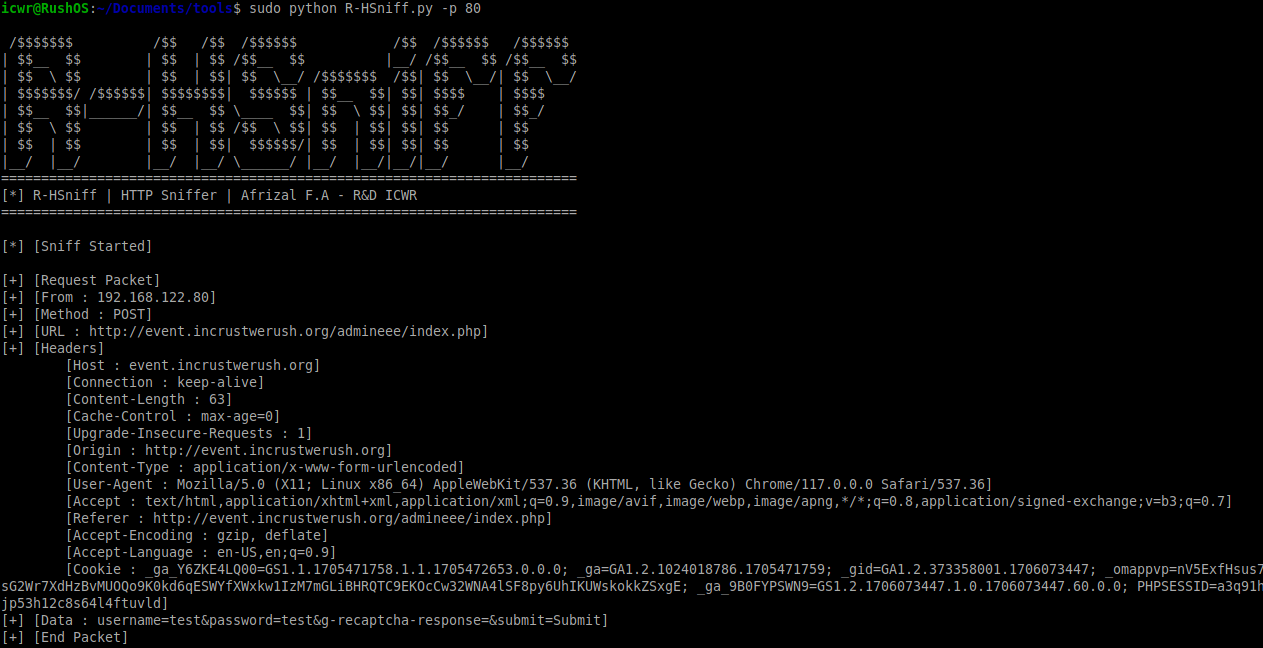 icwr@RushOS:~/Documents/tools$ sudo python R-HSniff.py -p 80
 /$$$$$$$          /$$   /$$  /$$$$$$            /$$  /$$$$$$   /$$$$$$
| $$__  $$        | $$  | $$ /$$__  $$          |__/ /$$__  $$ /$$__  $$
| $$  \ $$        | $$  | $$| $$  \__/ /$$$$$$$  /$$| $$  \__/| $$  \__/
| $$$$$$$/ /$$$$$$| $$$$$$$$|  $$$$$$ | $$__  $$| $$| $$$$    | $$$$
| $$__  $$|______/| $$__  $$ \____  $$| $$  \ $$| $$| $$_/    | $$_/
| $$  \ $$        | $$  | $$ /$$  \ $$| $$  | $$| $$| $$      | $$
| $$  | $$        | $$  | $$|  $$$$$$/| $$  | $$| $$| $$      | $$
|__/  |__/        |__/  |__/ \______/ |__/  |__/|__/|__/      |__/
========================================================================
[*] R-HSniff | HTTP Sniffer | Afrizal F.A - R&D ICWR
========================================================================
[*] [Sniff Started]
[+] [Request Packet]
[+] [From : 192.168.122.80]
[+] [Method : POST]
[+] [URL : http://event.incrustwerush.org/admineee/index.php]
[+] [Headers]
        [Host : event.incrustwerush.org]
        [Connection : keep-alive]
        [Content-Length : 63]
        [Cache-Control : max-age=0]
        [Upgrade-Insecure-Requests : 1]
        [Origin : http://event.incrustwerush.org]
        [Content-Type : application/x-www-form-urlencoded]
        [User-Agent : Mozilla/5.0 (X11; Linux x86_64) AppleWebKit/537.36 (KHTML, like Gecko) Chrome/117.0.0.0 Safari/537.36]
        [Accept : text/html,application/xhtml+xml,application/xml;q=0.9,image/avif,image/webp,image/apng,*/*;q=0.8,application/signed-exchange;v=b3;q=0.7]
        [Referer : http://event.incrustwerush.org/admineee/index.php]
        [Accept-Encoding : gzip, deflate]
        [Accept-Language : en-US,en;q=0.9]
        [Cookie : _ga_Y6ZKE4LQ00=GS1.1.1705471758.1.1.1705472653.0.0.0; _ga=GA1.2.1024018786.1705471759; _gid=GA1.2.373358001.1706073447; _omappvp=nV5ExfHsus7
sG2Wr7XdHzBvMUOQo9K0kd6qESWYfXWxkw1IzM7mGLiBHRQTC9EKOcCw32WNA4lSF8py6UhIKUWskokkZSxgE; _ga_9B0FYPSWN9=GS1.2.1706073447.1.0.1706073447.60.0.0; PHPSESSID=a3q91h
jp53h12c8s64l4ftuvld]
[+] [Data : username=test&password=test&g-recaptcha-response=&submit=Submit]
[+] [End Packet]